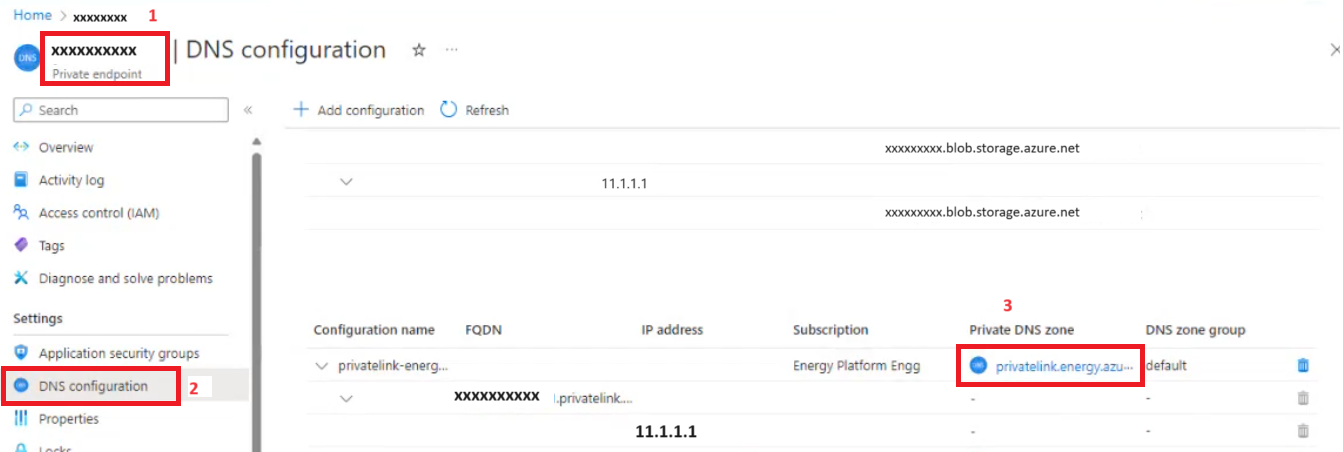 Home > xxxxxxxx 1
xxxxxxxxxx | DNS configuration ☆ ...
DNS
Private endpoint
Search «
+ Add configuration Refresh
Overview
xxxxxxxxx.blob.storage.azure.net
Activity log
11.1.1.1
Access control (IAM)
xxxxxxxxx.blob.storage.azure.net
Tags
Diagnose and solve problems
Settings
3
Configuration name FQDN IP address Subscription Private DNS zone DNS zone group
Application security groups
privatelink-energ... Energy Platform Engg privatelink.energy.azu... default
DNS configuration 2
xxxxxxxxxx .privatelink.... - -
Properties
11.1.1.1 - -
Locks